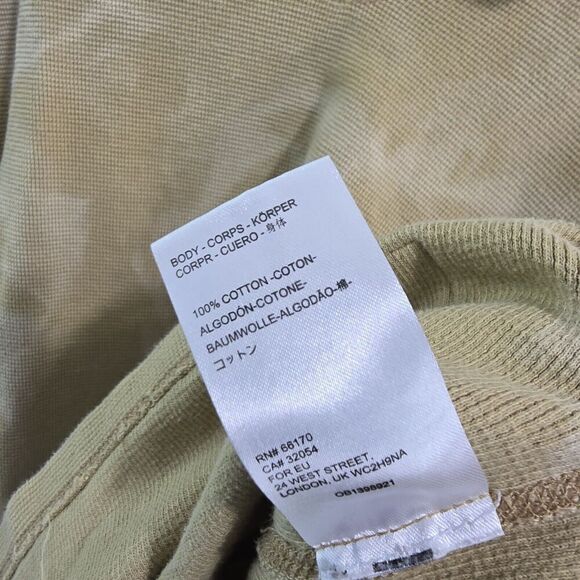 BODY - CORPS - KÖRPER
CORPR - CUERO - 身体
100% COTTON -COTON-
ALGODÓN-COTONE-
BAUMWOLLE-ALGODÃO-棉-
コットン
RN# 66170
CA# 32054
FOR EU
24 WEST STREET,
LONDON, UK WC2H9NA
OB1398921